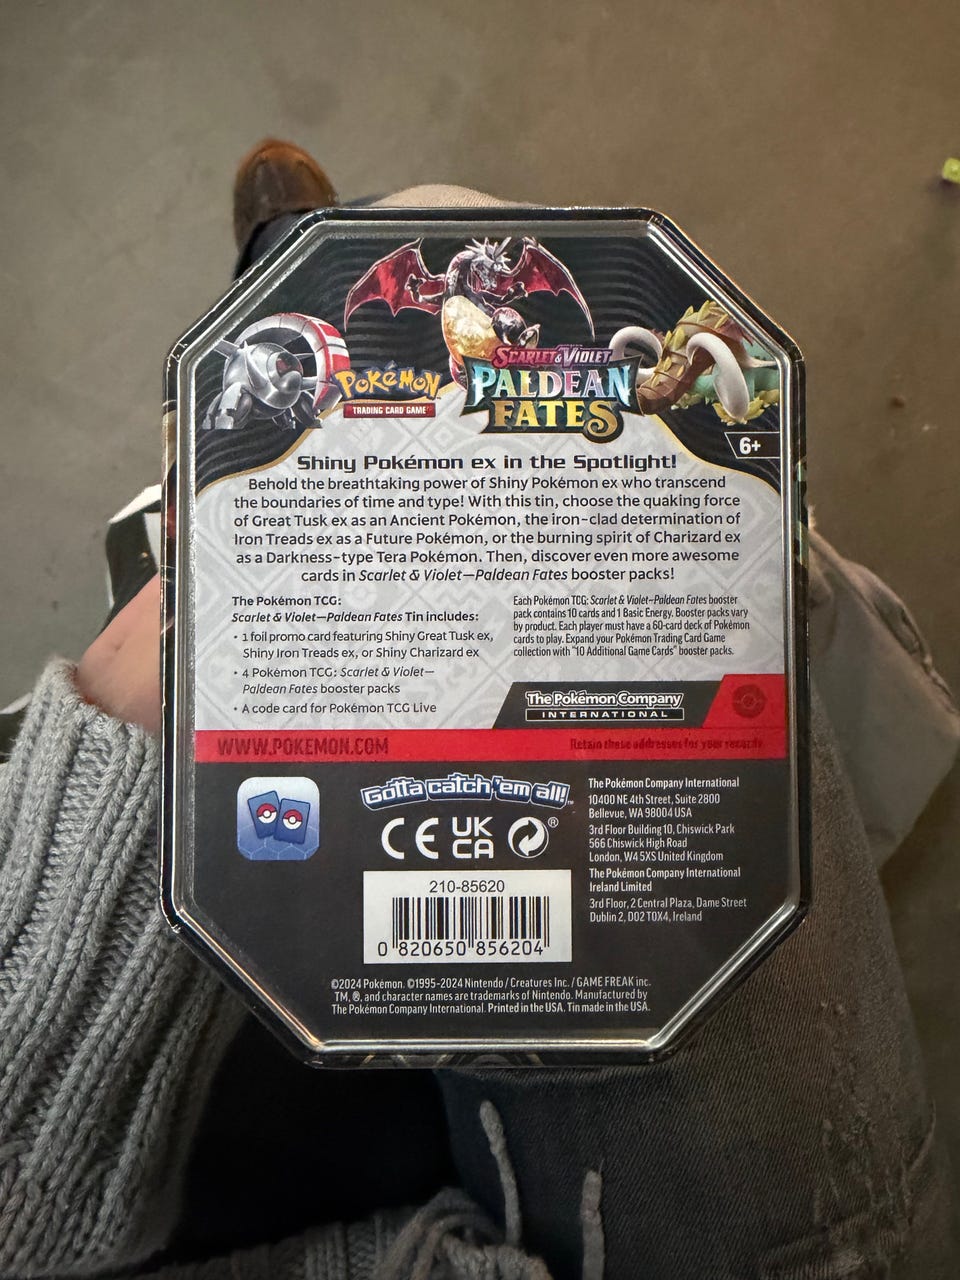 POKéMON
TRADING CARD GAME
SCARLET & VIOLET
PALDEAN
FATES
6+
Shiny Pokémon ex in the Spotlight!
Behold the breathtaking power of Shiny Pokémon ex who transcend
the boundaries of time and type! With this tin, choose the quaking force
of Great Tusk ex as an Ancient Pokémon, the iron-clad determination of
Iron Treads ex as a Future Pokémon, or the burning spirit of Charizard ex
as a Darkness-type Tera Pokémon. Then, discover even more awesome
cards in Scarlet & Violet—Paldean Fates booster packs!
The Pokémon TCG:
Scarlet & Violet—Paldean Fates Tin includes:
• 1 foil promo card featuring Shiny Great Tusk ex,
Shiny Iron Treads ex, or Shiny Charizard ex
• 4 Pokémon TCG: Scarlet & Violet—
Paldean Fates booster packs
• A code card for Pokémon TCG Live
Each Pokémon TCG: Scarlet & Violet—Paldean Fates booster
pack contains 10 cards and 1 Basic Energy. Booster packs vary
by product. Each player must have a 60-card deck of Pokémon
cards to play. Expand your Pokémon Trading Card Game
collection with "10 Additional Game Cards" booster packs.
The Pokémon Company
INTERNATIONAL
WWW.POKEMON.COM
Retain these addresses for your records.
Gotta catch 'em all!™
CE UK
CA ®
210-85620
0 820650 856204
The Pokémon Company International
10400 NE 4th Street, Suite 2800
Bellevue, WA 98004 USA
3rd Floor Building 10, Chiswick Park
566 Chiswick High Road
London, W4 5XS United Kingdom
The Pokémon Company International
Ireland Limited
3rd Floor, 2 Central Plaza, Dame Street
Dublin 2, D02 T0X4, Ireland
©2024 Pokémon. ©1995-2024 Nintendo / Creatures Inc. / GAME FREAK inc.
TM, ®, and character names are trademarks of Nintendo. Manufactured by
The Pokémon Company International. Printed in the USA. Tin made in the USA.